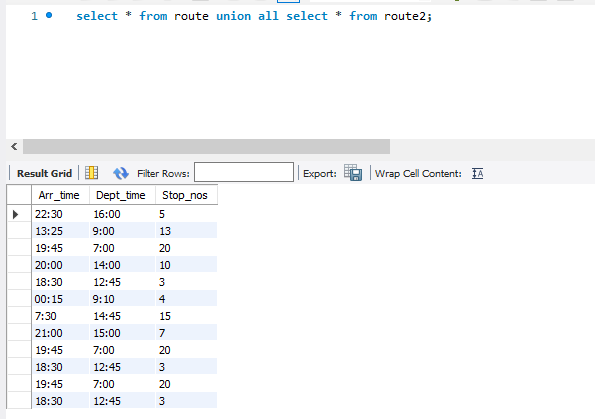 1 select * from route union all select * from route2;
Result Grid Filter Rows: Export: Wrap Cell Content:
Arr_time Dept_time Stop_nos
22:30 16:00 5
13:25 9:00 13
19:45 7:00 20
20:00 14:00 10
18:30 12:45 3
00:15 9:10 4
7:30 14:45 15
21:00 15:00 7
19:45 7:00 20
18:30 12:45 3
19:45 7:00 20
18:30 12:45 3